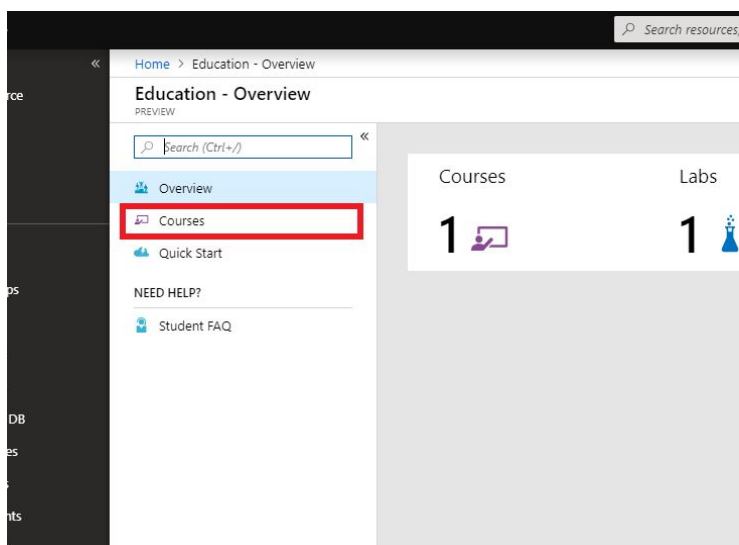 Search resources,
Home > Education - Overview
rce
Education - Overview
PREVIEW
Search (Ctrl+/)
Overview
Courses
Quick Start
NEED HELP?
Student FAQ
Courses
1
Labs
1
ps
DB
es
s
nts